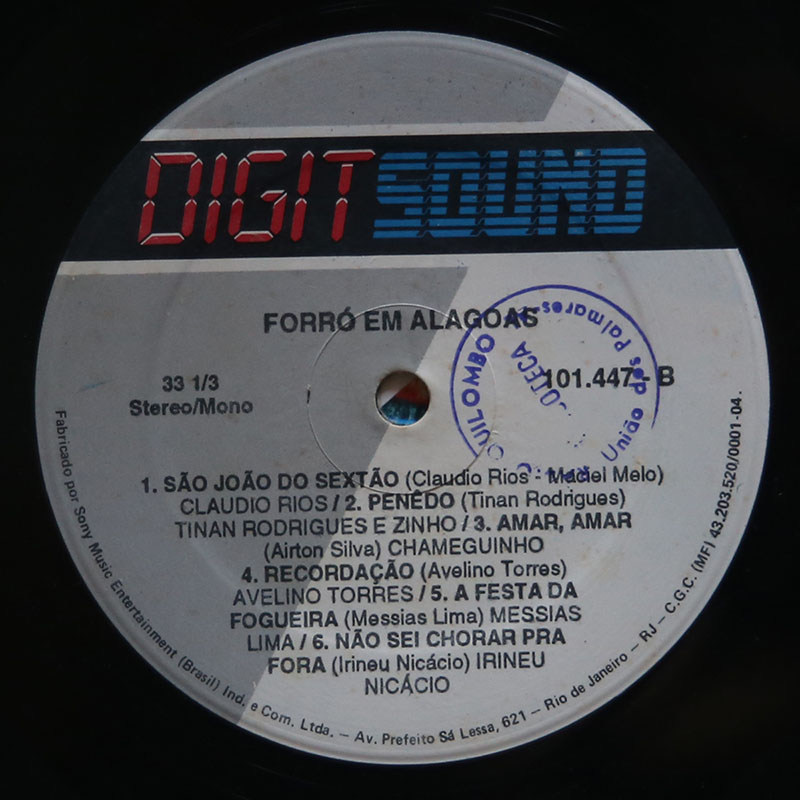 DIGITSOUND
FORRÓ EM ALAGOAS
33 1/3
Stereo/Mono
101.447 - B
QUILOMBO
dos Palmares
União
1. SÃO JOÃO DO SEXTÃO (Claudio Rios - Maciel Melo)
CLAUDIO RIOS / 2. PENÊDO (Tinan Rodrigues)
TINAN RODRIGUES E ZINHO / 3. AMAR, AMAR
(Airton Silva) CHAMEGUINHO
4. RECORDAÇÃO (Avelino Torres)
AVELINO TORRES / 5. A FESTA DA
FOGUEIRA (Messias Lima) MESSIAS
LIMA / 6. NÃO SEI CHORAR PRA
FORA (Irineu Nicácio) IRINEU
NICÁCIO
Fabricado por Sony Music Entertainment (Brasil) Ind. e Com. Ltda. – Av. Prefeito Sá Lessa, 621 – Rio de Janeiro – RJ – C.G.C. (MF) 43.203.520/0001-04.